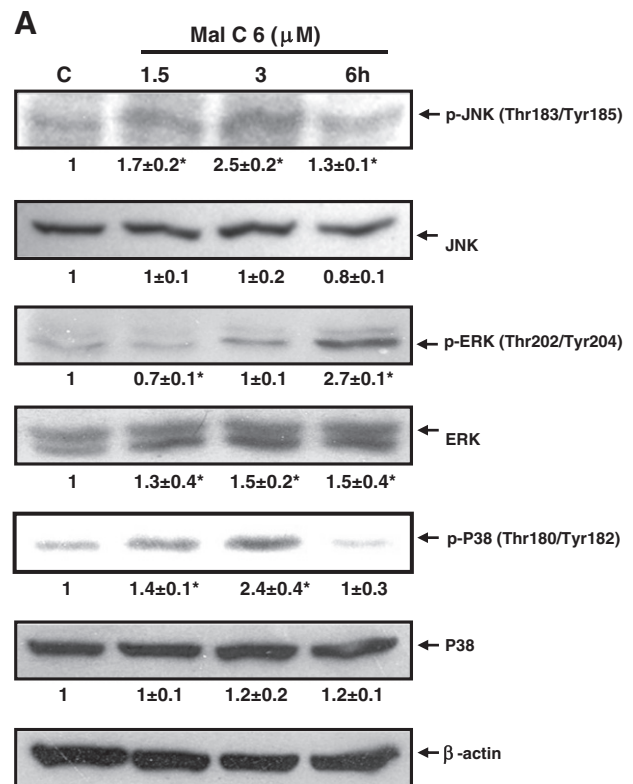 A
Mal C 6 (μM)
C 1.5 3 6h
p-JNK (Thr183/Tyr185)
1 1.7±0.2* 2.5±0.2* 1.3±0.1*
JNK
1 1±0.1 1±0.2 0.8±0.1
p-ERK (Thr202/Tyr204)
1 0.7±0.1* 1±0.1 2.7±0.1*
ERK
1 1.3±0.4* 1.5±0.2* 1.5±0.4*
p-P38 (Thr180/Tyr182)
1 1.4±0.1* 2.4±0.4* 1±0.3
P38
1 1±0.1 1.2±0.2 1.2±0.1
β-actin